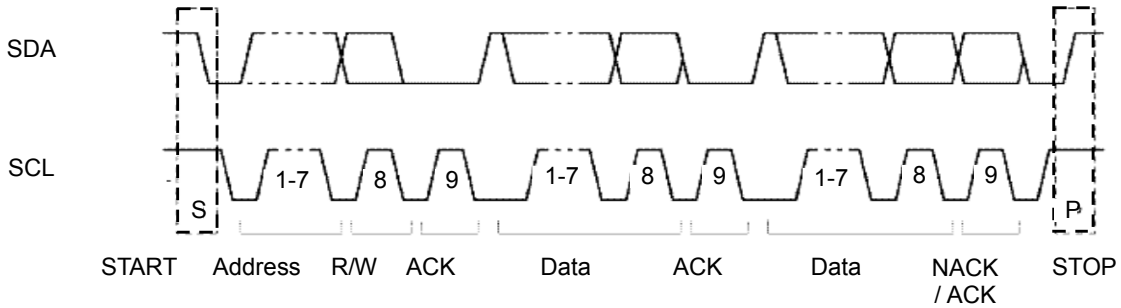 SDA
SCL
1-7 8 9 1-7 8 9 1-7 8 9
S P
START Address R/W ACK Data ACK Data NACK STOP
/ ACK